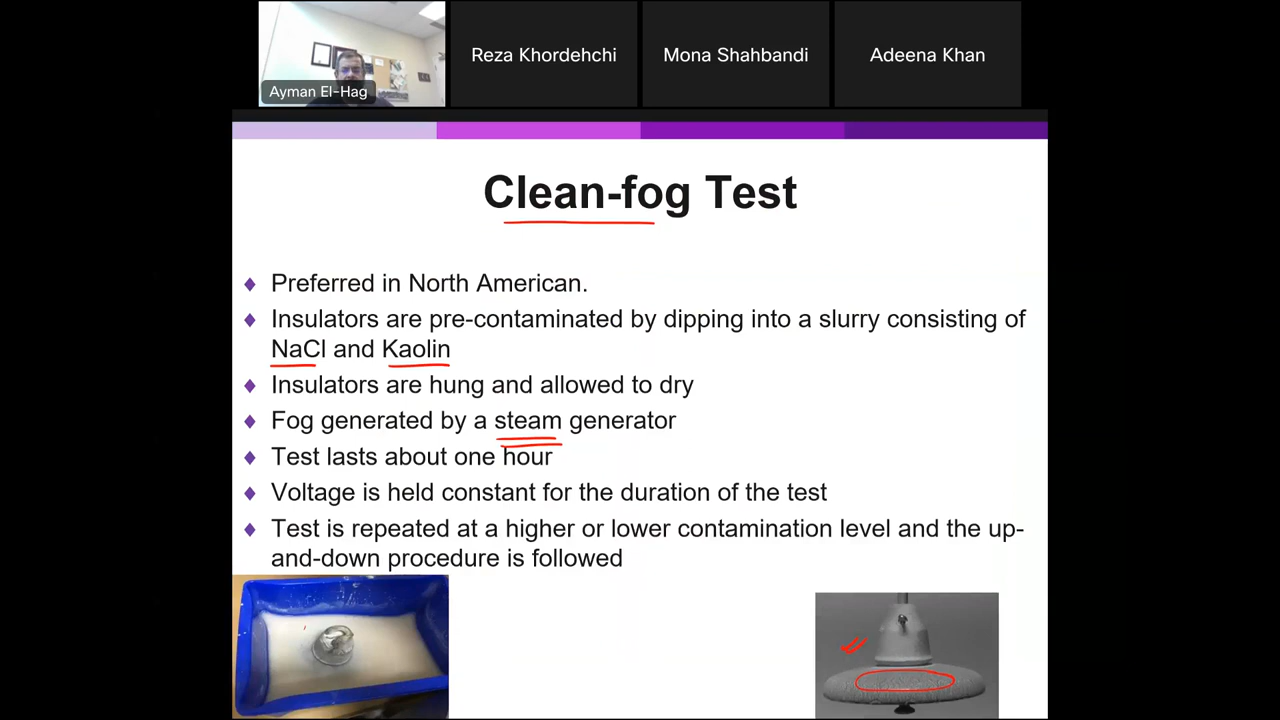 Ayman El-Hag
Reza Khordehchi
Mona Shahbandi
Adeena Khan
Clean-fog Test
Preferred in North American.
Insulators are pre-contaminated by dipping into a slurry consisting of
NaCl and Kaolin
Insulators are hung and allowed to dry
Fog generated by a steam generator
Test lasts about one hour
Voltage is held constant for the duration of the test
Test is repeated at a higher or lower contamination level and the up-
and-down procedure is followed